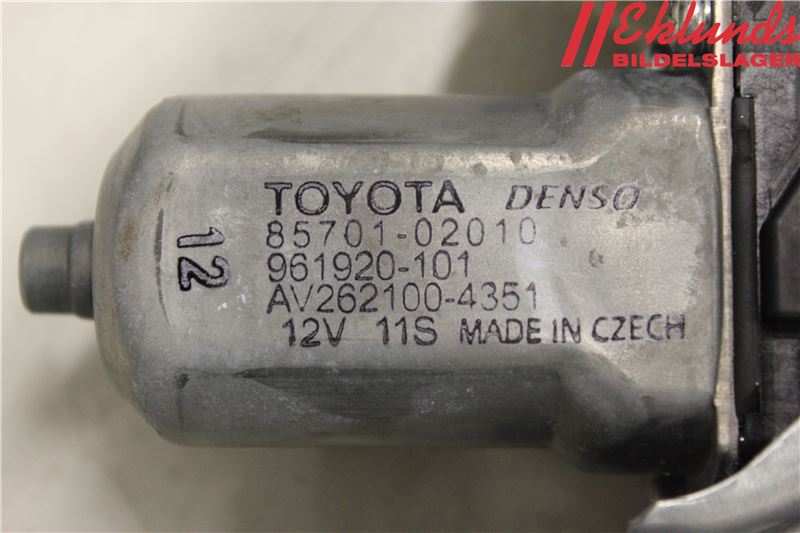 Eklunds
BILDELSLAGER
TOYOTA DENSO
85701-02010
961920-101
AV262100-4351
12V 11S MADE IN CZECH
12